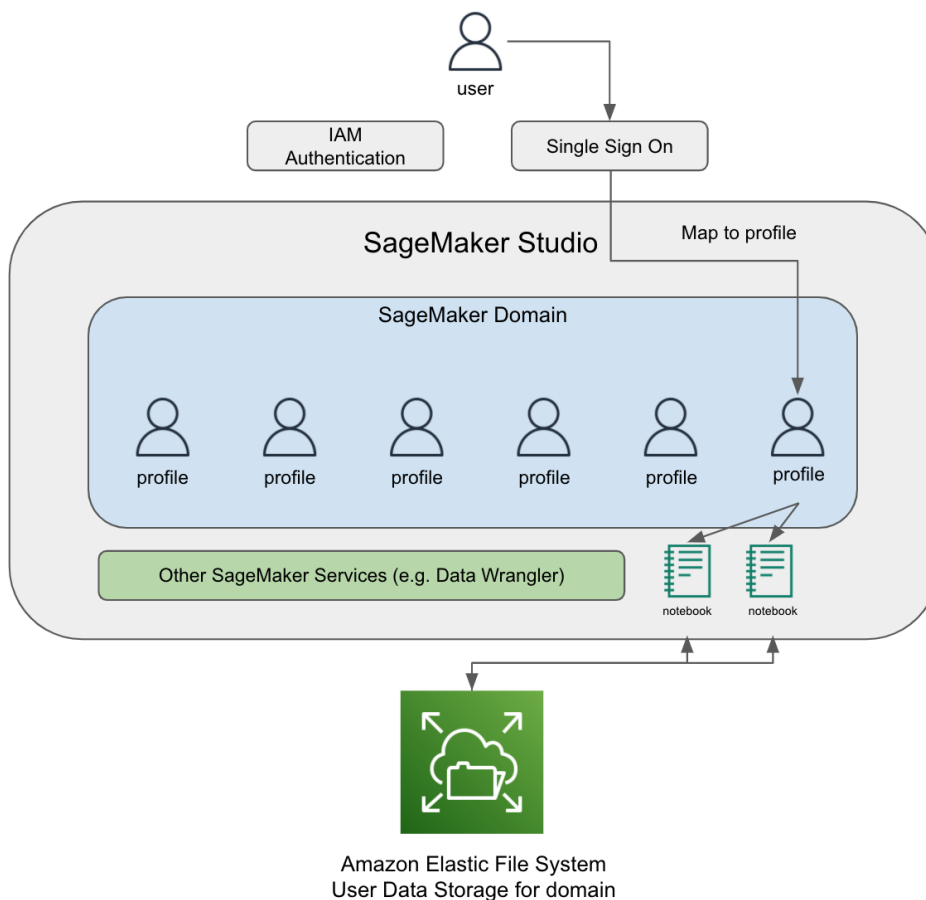 user
IAM
Authentication
Single Sign On
SageMaker Studio
Map to profile
SageMaker Domain
profile
profile
profile
profile
profile
profile
Other SageMaker Services (e.g. Data Wrangler)
notebook
notebook
Amazon Elastic File System
User Data Storage for domain